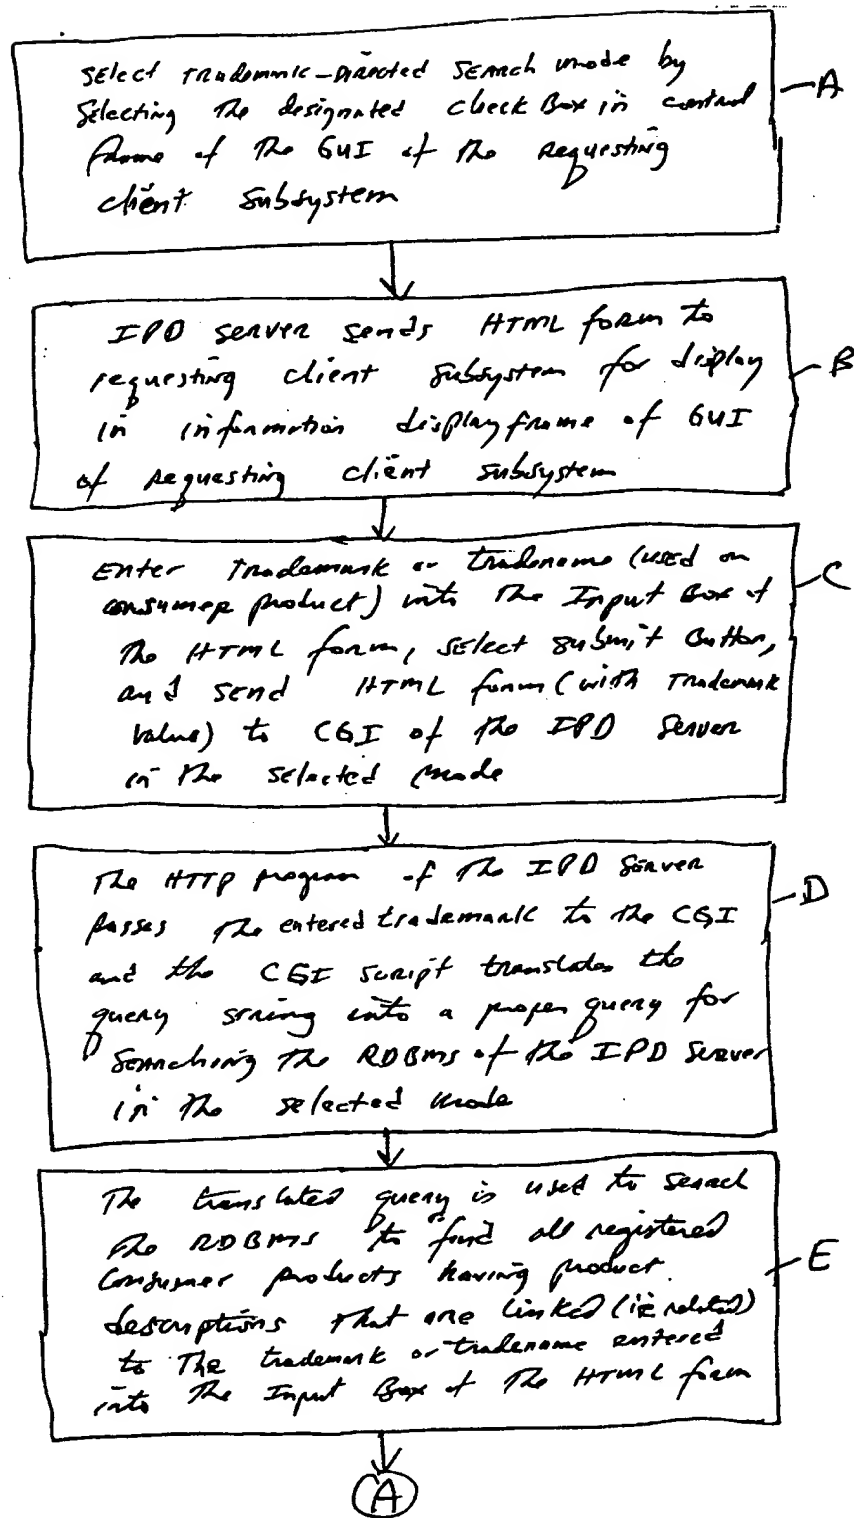 Select Trademark-Directed Search mode by
Selecting The designated check Box in control
frame of the GUI of the requesting
client Subsystem
A
IPD Server sends HTML form to
requesting client subsystem for display
in information display frame of GUI
of requesting client subsystem
B
Enter Trademark or tradename (used on
consumer product) into the Input Box of
The HTML form, select submit Button,
and send HTML form (with Trademark
value) to CGI of the IPD Server
in the selected mode
C
The HTTP program of the IPD Server
passes the entered trademark to the CGI
and the CGI script translates the
query string into a proper query for
Searching the RDBMS of the IPD Server
in the selected mode
D
The translated query is used to search
the RDBMS to find all registered
Consumer products having product
descriptions that are linked (ie related)
to The trademark or tradename entered
into The Input Box of The HTML form
E
A